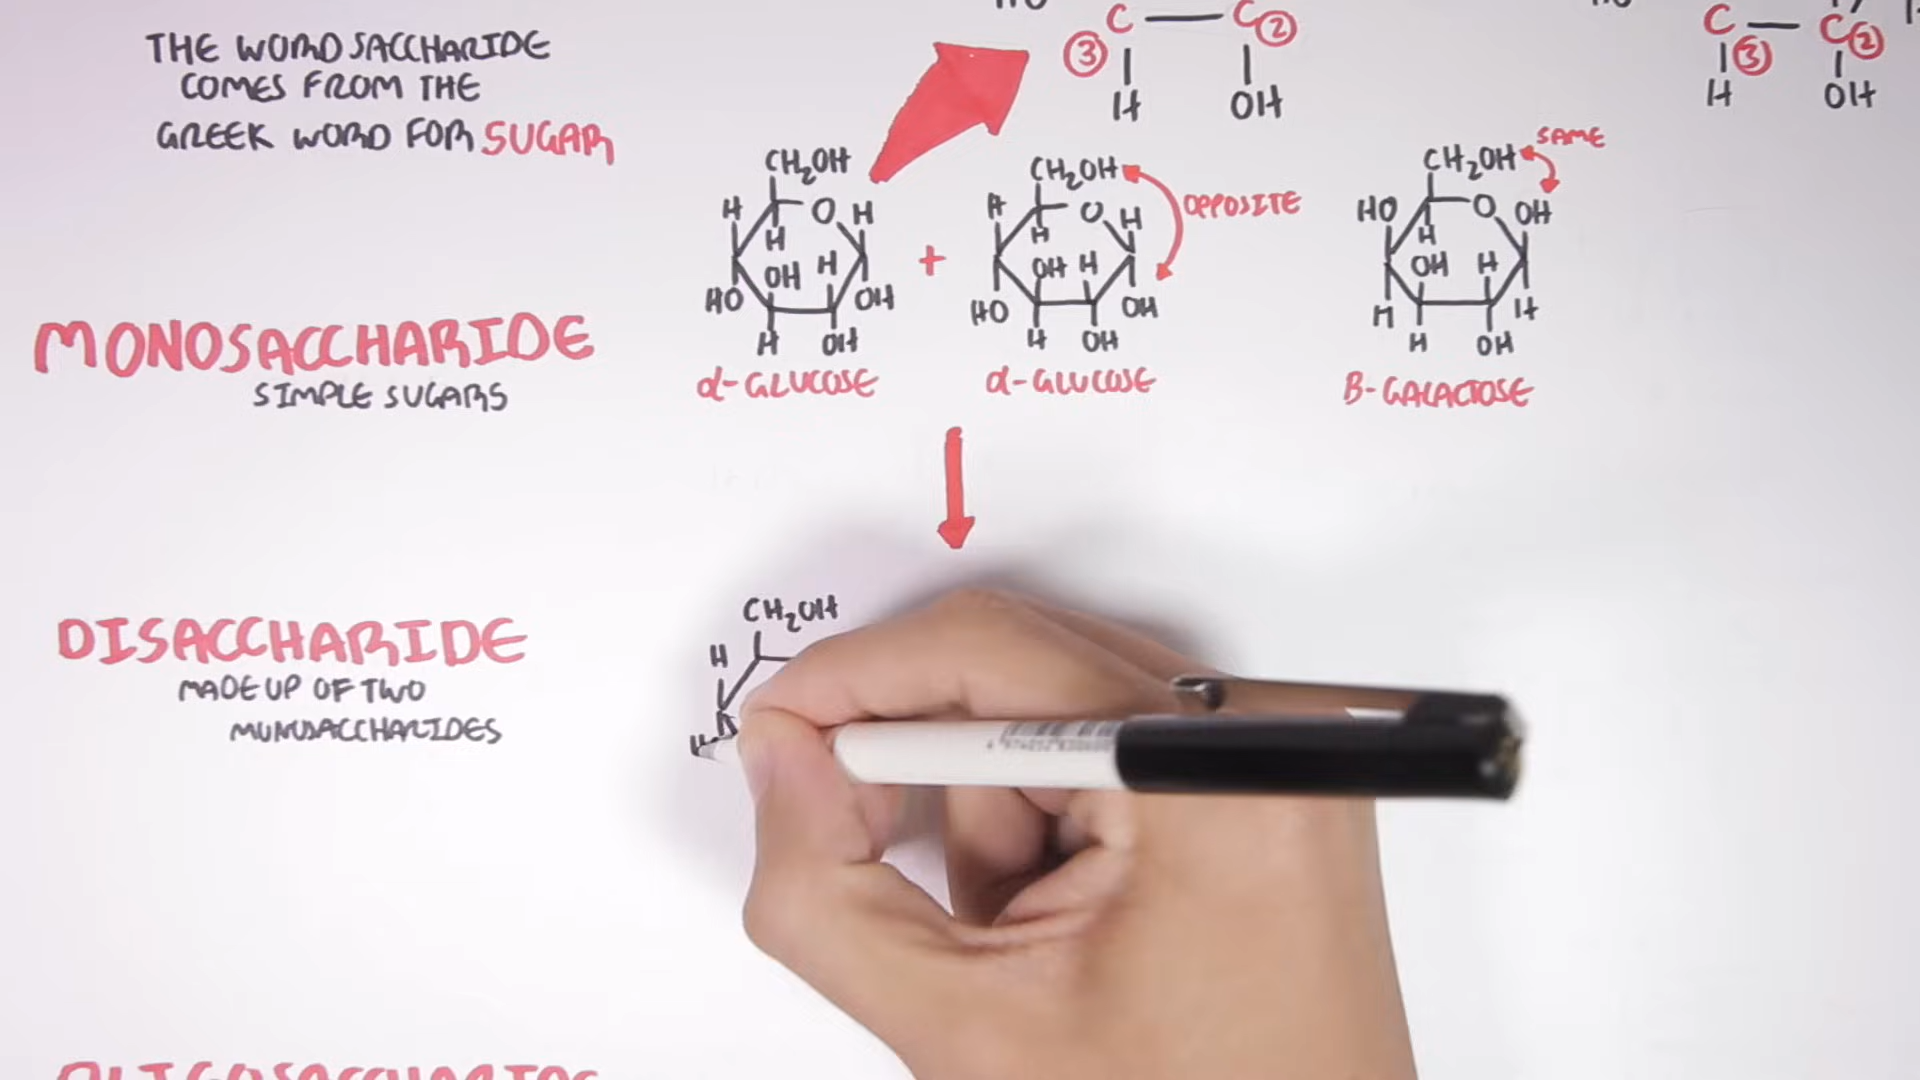 THE WORD SACCHARIDE
COMES FROM THE
GREEK WORD FOR SUGAR
C C
③ ②
H OH
C C
③ ②
H OH
MONOSACCHARIDE
SIMPLE SUGARS
CH₂OH
H O H
H
OH H
HO OH
H OH
α-GLUCOSE
+
CH₂OH
H O H
H
OH H
HO OH
H OH
α-GLUCOSE
OPPOSITE
CH₂OH
SAME
HO O OH
H
OH H
H H
H OH
B-GALACTOSE
DISACCHARIDE
MADE UP OF TWO
MONOSACCHARIDES
CH₂OH
H